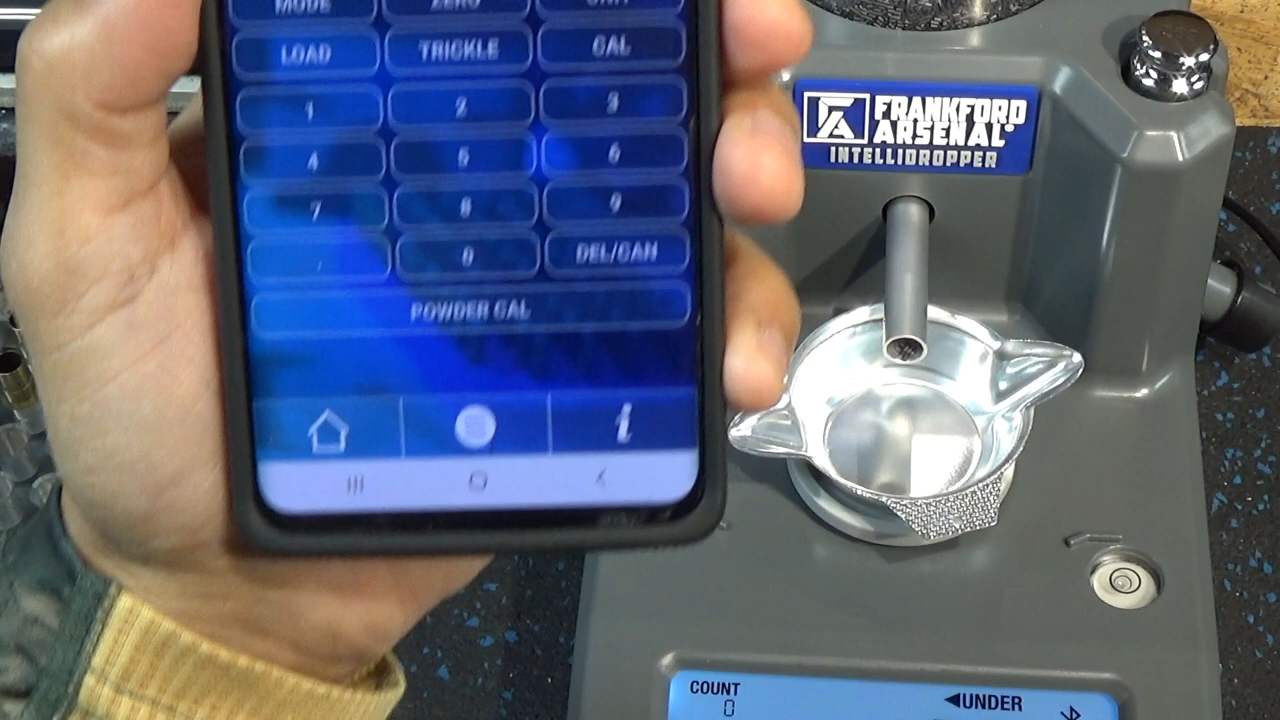 MODE ZERO UNIT
LOAD TRICKLE CAL
1 2 3
4 5 6
7 8 9
. 0 DEL/CAN
POWDER CAL
i
FRANKFORD
ARSENAL®
INTELLIDROPPER
COUNT
0
UNDER